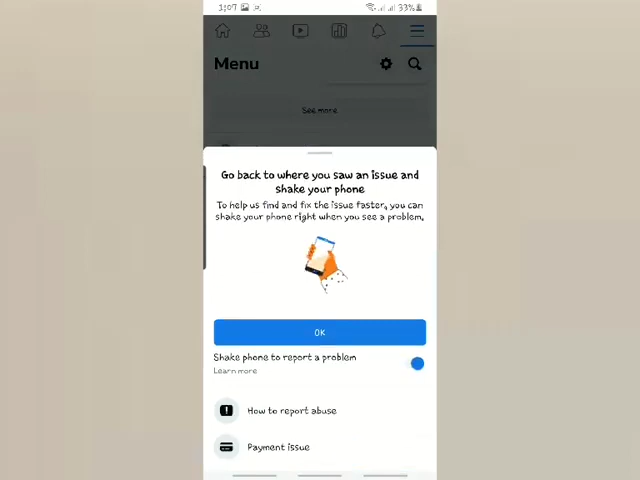 1:07
33%
Menu
See more
Go back to where you saw an issue and
shake your phone
To help us find and fix the issue faster, you can
shake your phone right when you see a problem.
OK
Shake phone to report a problem
Learn more
How to report abuse
Payment issue